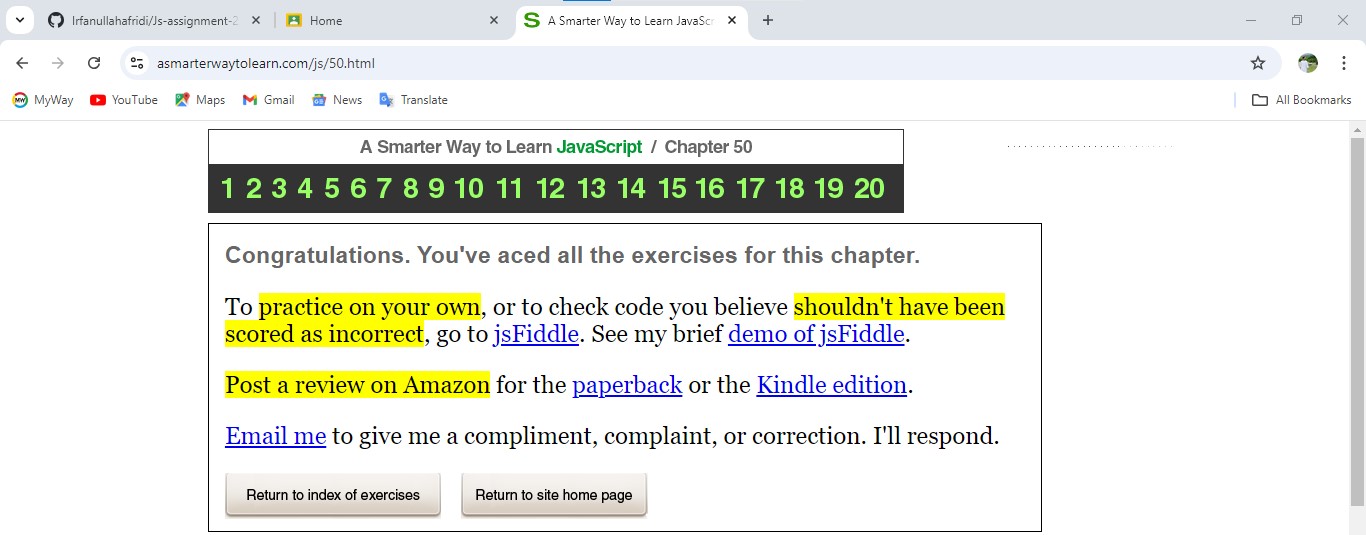 Irfanullahafridi/Js-assignment-2
Home
A Smarter Way to Learn JavaScr
asmarterwaytolearn.com/js/50.html
MyWay YouTube Maps Gmail News Translate All Bookmarks
A Smarter Way to Learn JavaScript / Chapter 50
1 2 3 4 5 6 7 8 9 10 11 12 13 14 15 16 17 18 19 20
Congratulations. You've aced all the exercises for this chapter.
To practice on your own, or to check code you believe shouldn't have been
scored as incorrect, go to jsFiddle. See my brief demo of jsFiddle.
Post a review on Amazon for the paperback or the Kindle edition.
Email me to give me a compliment, complaint, or correction. I'll respond.
Return to index of exercises Return to site home page